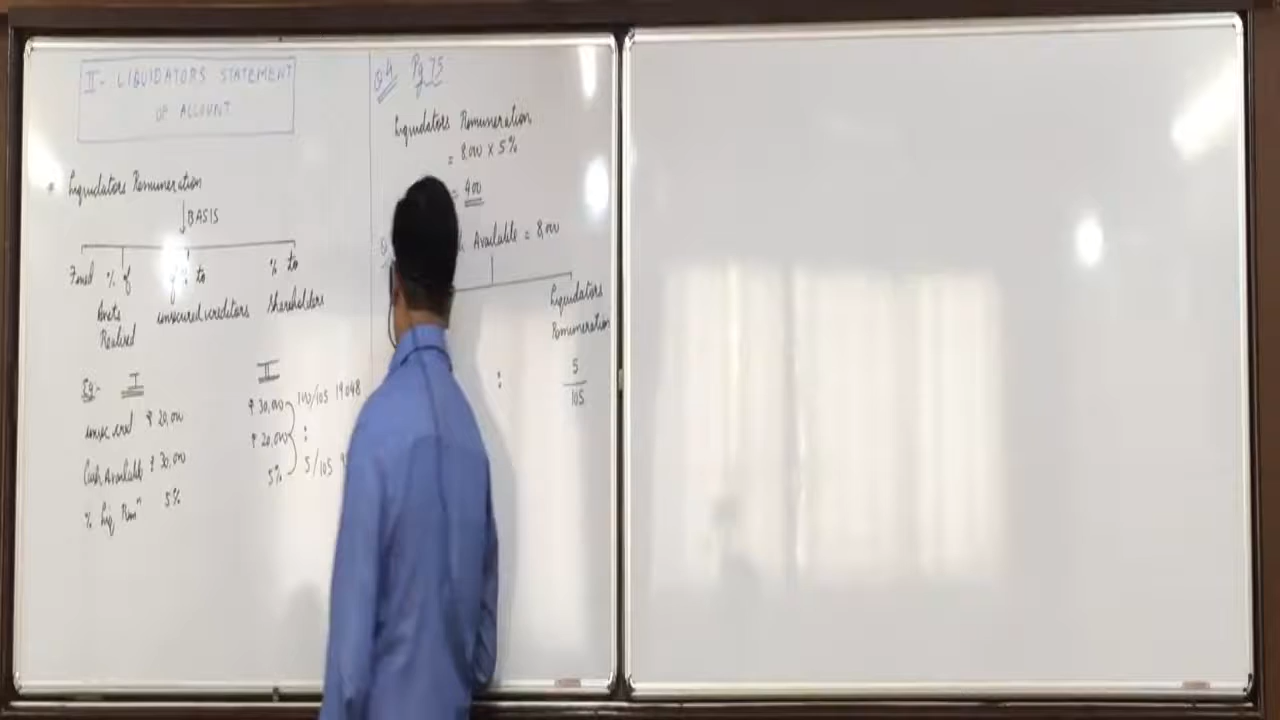 II - LIQUIDATORS STATEMENT
OF ACCOUNT
* Liquidators Remuneration
BASIS
Fixed % of
Assets
Realised
% to
unsecured creditors
% to
Shareholders
Eg:- I
unsec cred ₹ 20,000
Cash Available ₹ 30,000
% Liq Remn 5%
II
₹ 30,000
₹ 20,000
5%
100/105 19048
:
5/105
Q4 Pg 75
Liquidators Remuneration
= 8,000 x 5%
= 400
Available = 8,000
Liquidators
Remuneration
:
5
105